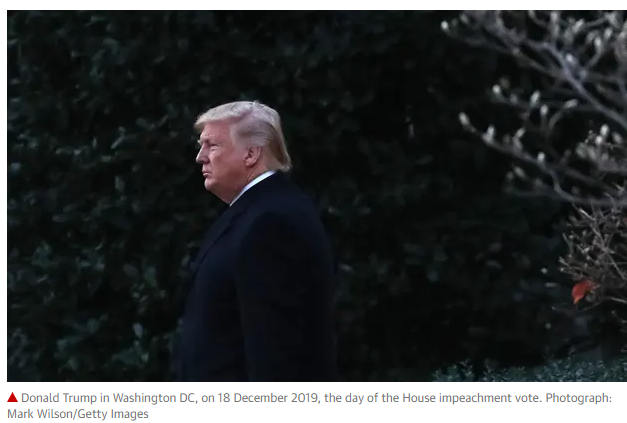 Donald Trump in Washington DC, on 18 December 2019, the day of the House impeachment vote. Photograph:
Mark Wilson/Getty Images